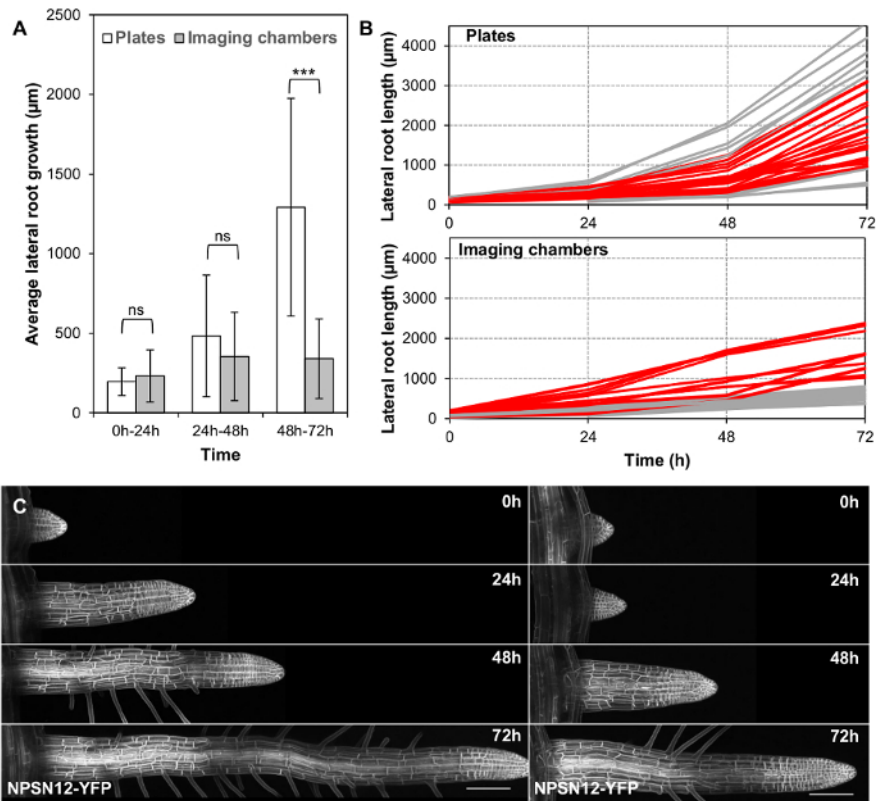 A
Average lateral root growth (µm)
2500
2000
1500
1000
500
0
Plates
Imaging chambers
***
ns
ns
0h-24h
24h-48h
48h-72h
Time
B
Plates
Lateral root length (µm)
4000
3000
2000
1000
0
0
24
48
72
Imaging chambers
Lateral root length (µm)
4000
3000
2000
1000
0
0
24
48
72
Time (h)
C
0h
0h
24h
24h
48h
48h
72h
72h
NPSN12-YFP
NPSN12-YFP